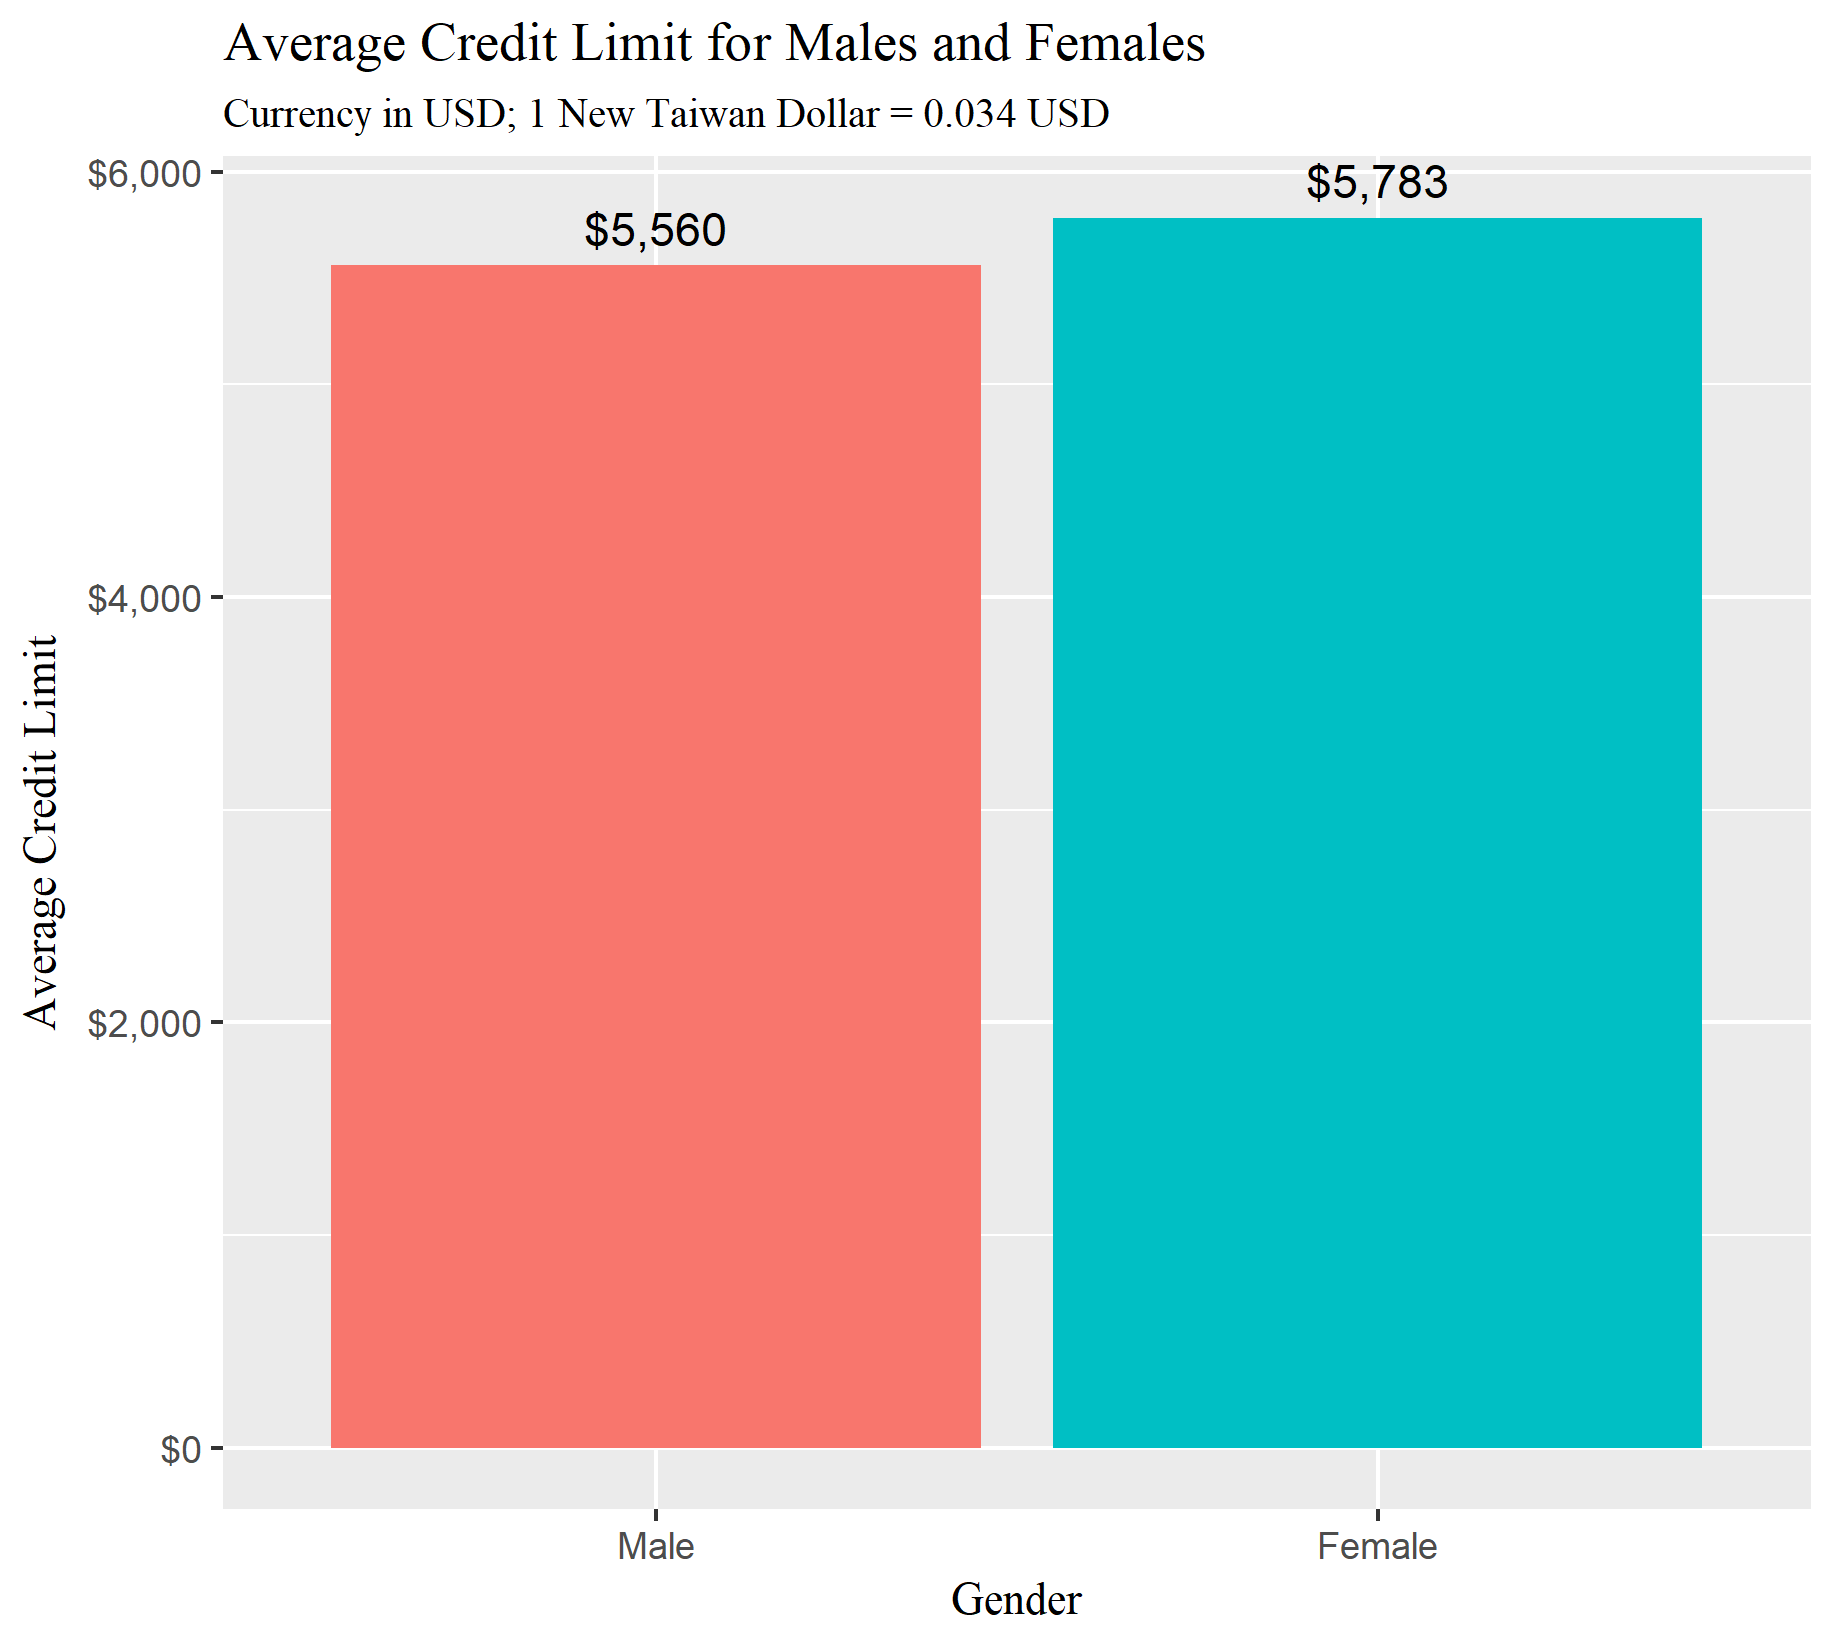 Average Credit Limit for Males and Females
Currency in USD; 1 New Taiwan Dollar = 0.034 USD
$6,000
$5,783
$5,560
$4,000
Average Credit Limit
$2,000
$0
Male
Female
Gender